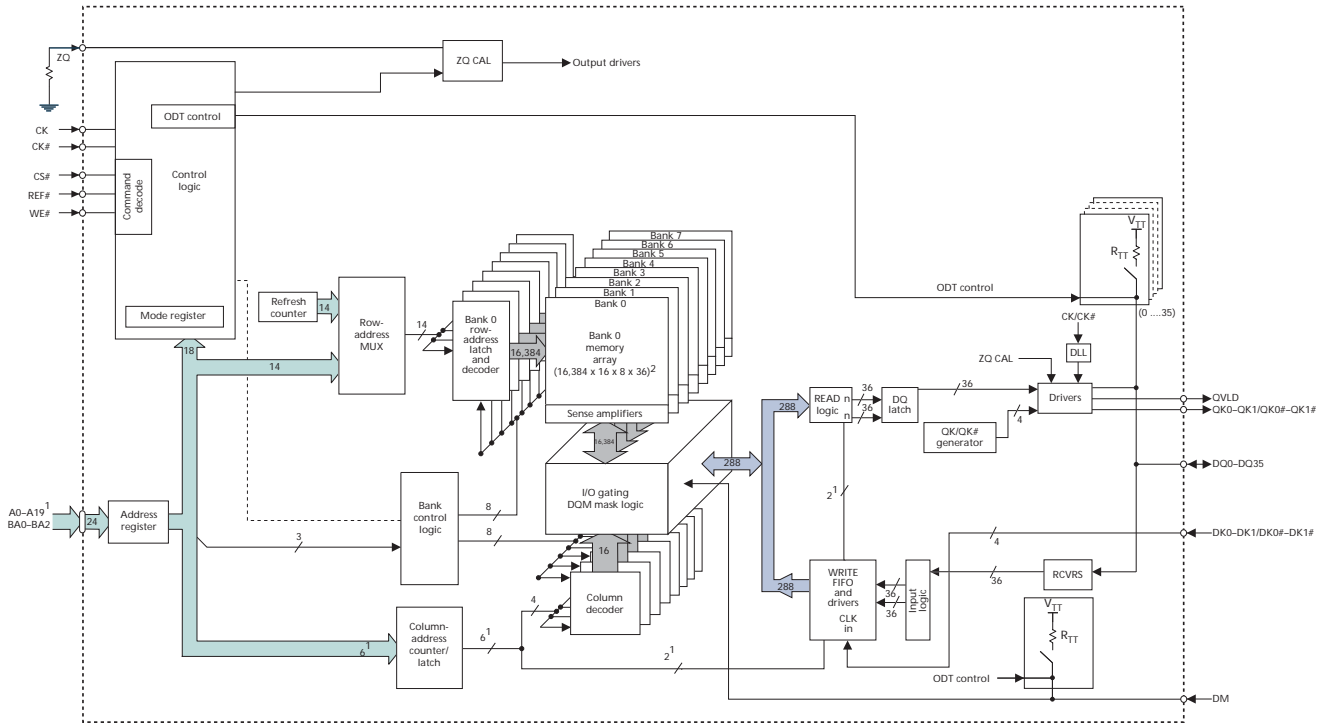 ZQ
ZQ CAL
Output drivers
ODT control
CK
CK#
Control
logic
CS#
REF#
WE#
Command
decode
Mode register
Refresh
counter
14
Row-
address
MUX
14
18
14
Bank 0
row-
address
latch
and
decoder
16,384
Bank 7
Bank 6
Bank 5
Bank 4
Bank 3
Bank 2
Bank 1
Bank 0
Bank 0
memory
array
(16,384 x 16 x 8 x 36)2
Sense amplifiers
16,384
I/O gating
DQM mask logic
288
288
288
16
Column
decoder
4
A0–A191
BA0–BA2
24
Address
register
3
Bank
control
logic
8
8
61
Column-
address
counter/
latch
61
21
21
READ
logic
n
n
36
36
DQ
latch
36
QK/QK#
generator
4
ZQ CAL
CK/CK#
DLL
Drivers
ODT control
VTT
RTT
(0 ....35)
QVLD
QK0–QK1/QK0#–QK1#
DQ0–DQ35
DK0–DK1/DK0#–DK1#
4
RCVRS
36
Input
logic
36
36
WRITE
FIFO
and
drivers
CLK
in
VTT
RTT
ODT control
DM